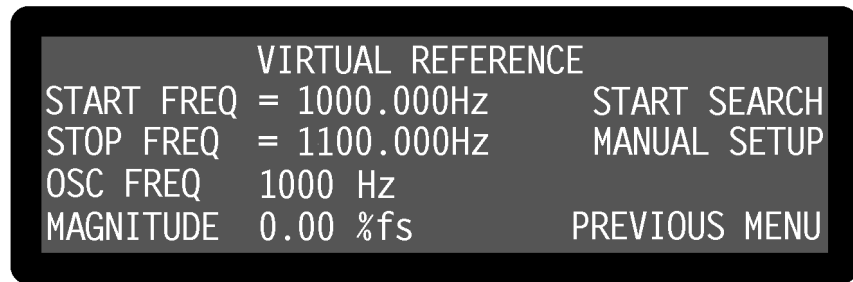 VIRTUAL REFERENCE
START FREQ = 1000.000Hz START SEARCH
STOP FREQ = 1100.000Hz MANUAL SETUP
OSC FREQ 1000 Hz
MAGNITUDE 0.00 %fs PREVIOUS MENU